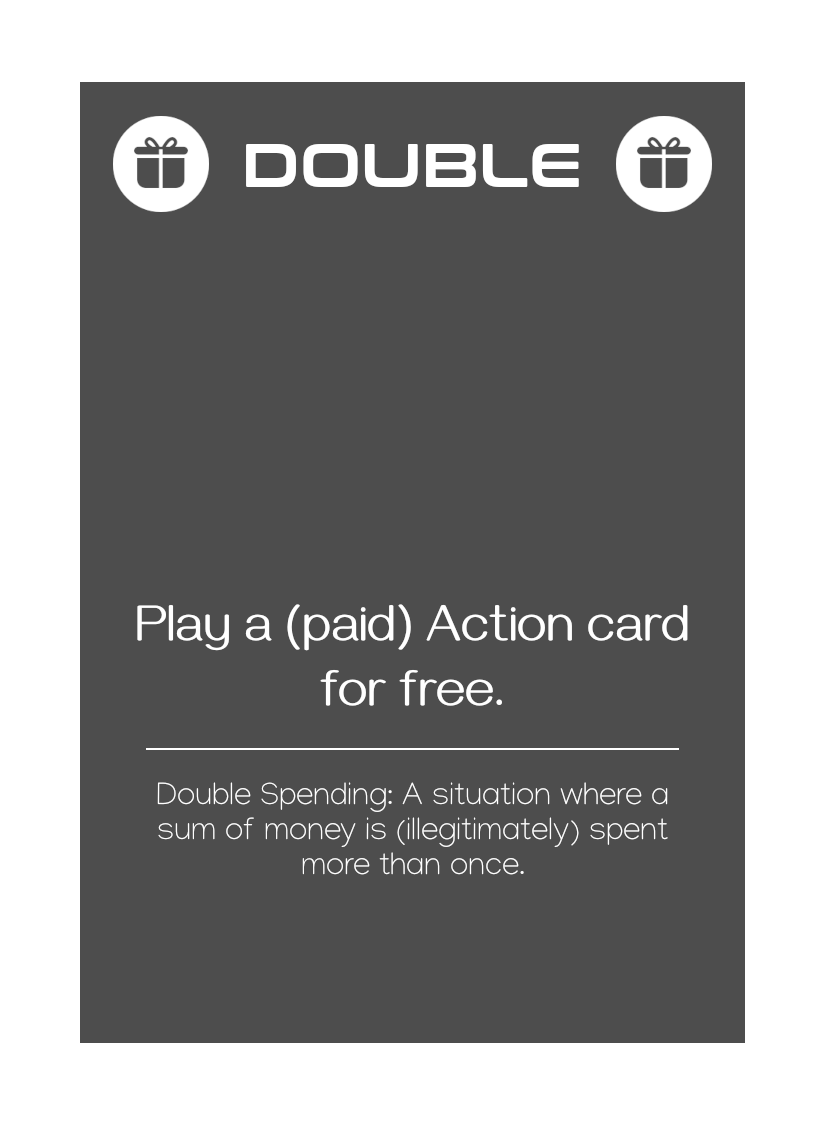 DOUBLE
Play a (paid) Action card
for free.
Double Spending: A situation where a
sum of money is (illegitimately) spent
more than once.